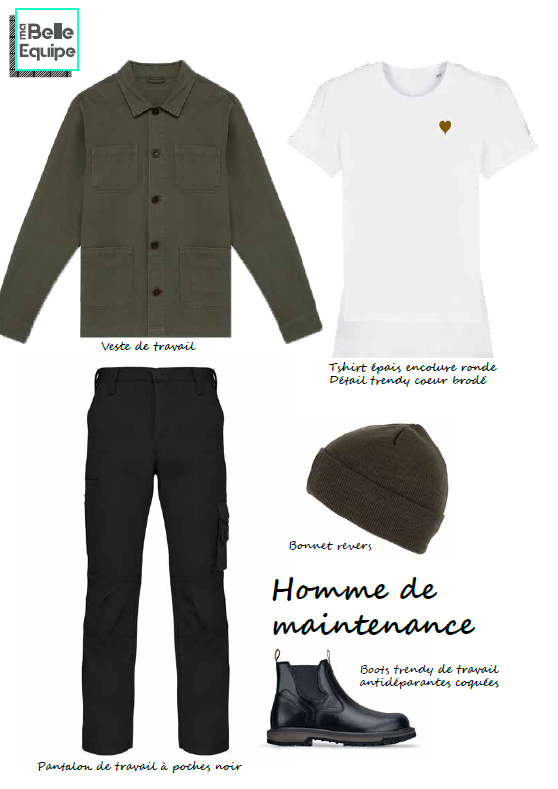 ma
Belle
Equipe
Veste de travail
Tshirt épais encolure ronde
Détail trendy coeur brodé
Bonnet revers
Homme de
maintenance
Boots trendy de travail
antidéparantes coquées
Pantalon de travail à poches noir